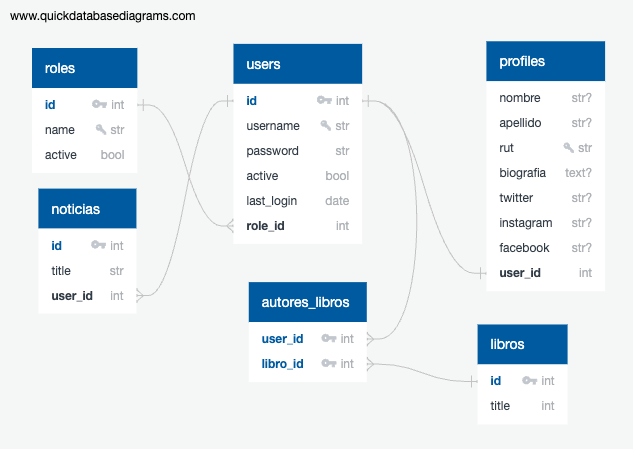 www.quickdatabasediagrams.com
roles
id int
name str
active bool
users
id int
username str
password str
active bool
last_login date
role_id int
profiles
nombre str?
apellido str?
rut str
biografia text?
twitter str?
instagram str?
facebook str?
user_id int
noticias
id int
title str
user_id int
autores_libros
user_id int
libro_id int
libros
id int
title int